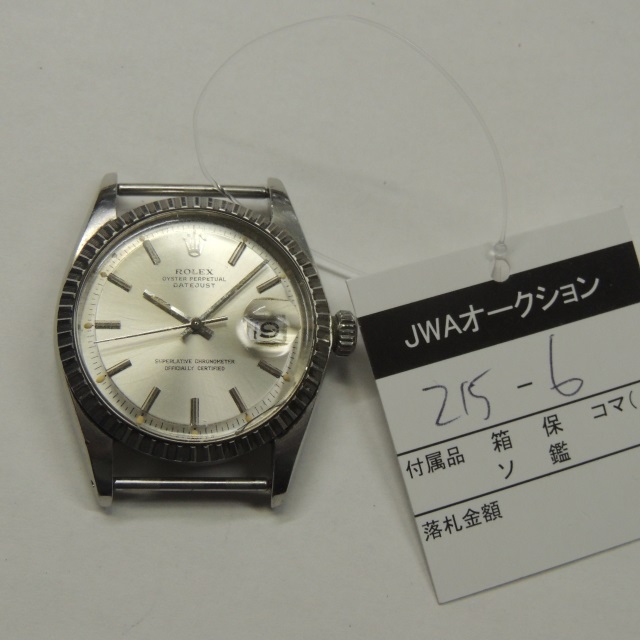 ROLEX
OYSTER PERPETUAL
DATEJUST
19
SUPERLATIVE CHRONOMETER
OFFICIALLY CERTIFIED
JWAオークション
215-6
付属品 箱 保 コマ(
ソ 鑑
落札金額